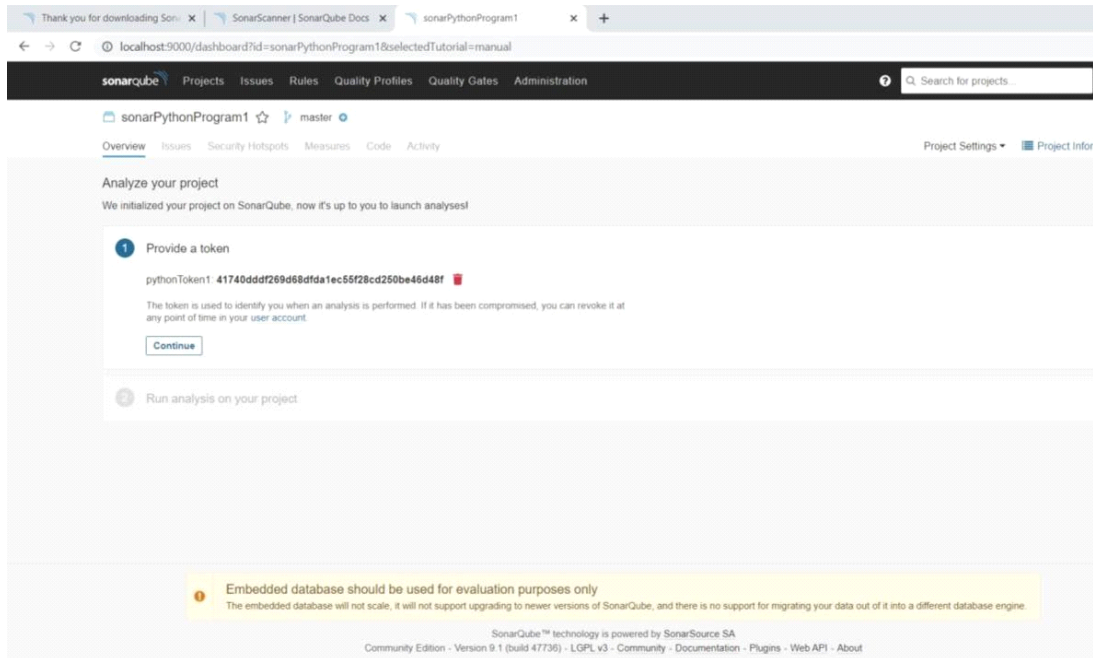 Thank you for downloading Son
SonarScanner | SonarQube Docs
sonarPythonProgram1
localhost:9000/dashboard?id=sonarPythonProgram1&selectedTutorial=manual
sonarqube Projects Issues Rules Quality Profiles Quality Gates Administration
Search for projects...
sonarPythonProgram1 master
Overview Issues Security Hotspots Measures Code Activity
Project Settings Project Infor
Analyze your project
We initialized your project on SonarQube, now it's up to you to launch analyses!
1 Provide a token
pythonToken1: 41740dddf269d68dfda1ec55f28cd250be46d48f
The token is used to identify you when an analysis is performed. If it has been compromised, you can revoke it at
any point of time in your user account.
Continue
2 Run analysis on your project
Embedded database should be used for evaluation purposes only
The embedded database will not scale, it will not support upgrading to newer versions of SonarQube, and there is no support for migrating your data out of it into a different database engine.
SonarQube™ technology is powered by SonarSource SA
Community Edition - Version 9.1 (build 47736) - LGPL v3 - Community - Documentation - Plugins - Web API - About